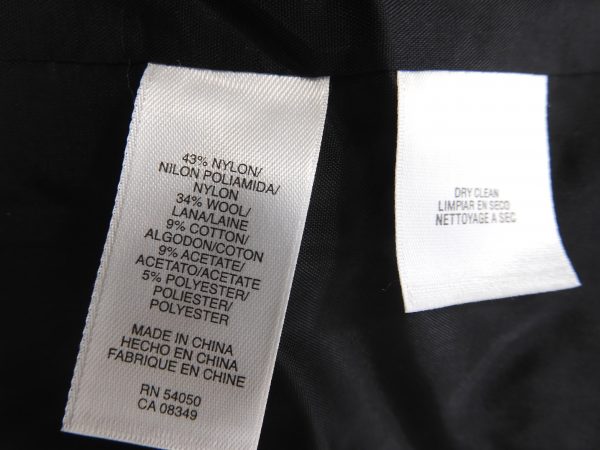 43% NYLON/
NILON POLIAMIDA/
NYLON
34% WOOL/
LANA/LAINE
9% COTTON/
ALGODON/COTON
9% ACETATE/
ACETATO/ACETATE
5% POLYESTER/
POLIESTER/
POLYESTER
MADE IN CHINA
HECHO EN CHINA
FABRIQUE EN CHINE
RN 54050
CA 08349
DRY CLEAN
LIMPIAR EN SECO
NETTOYAGE A SEC